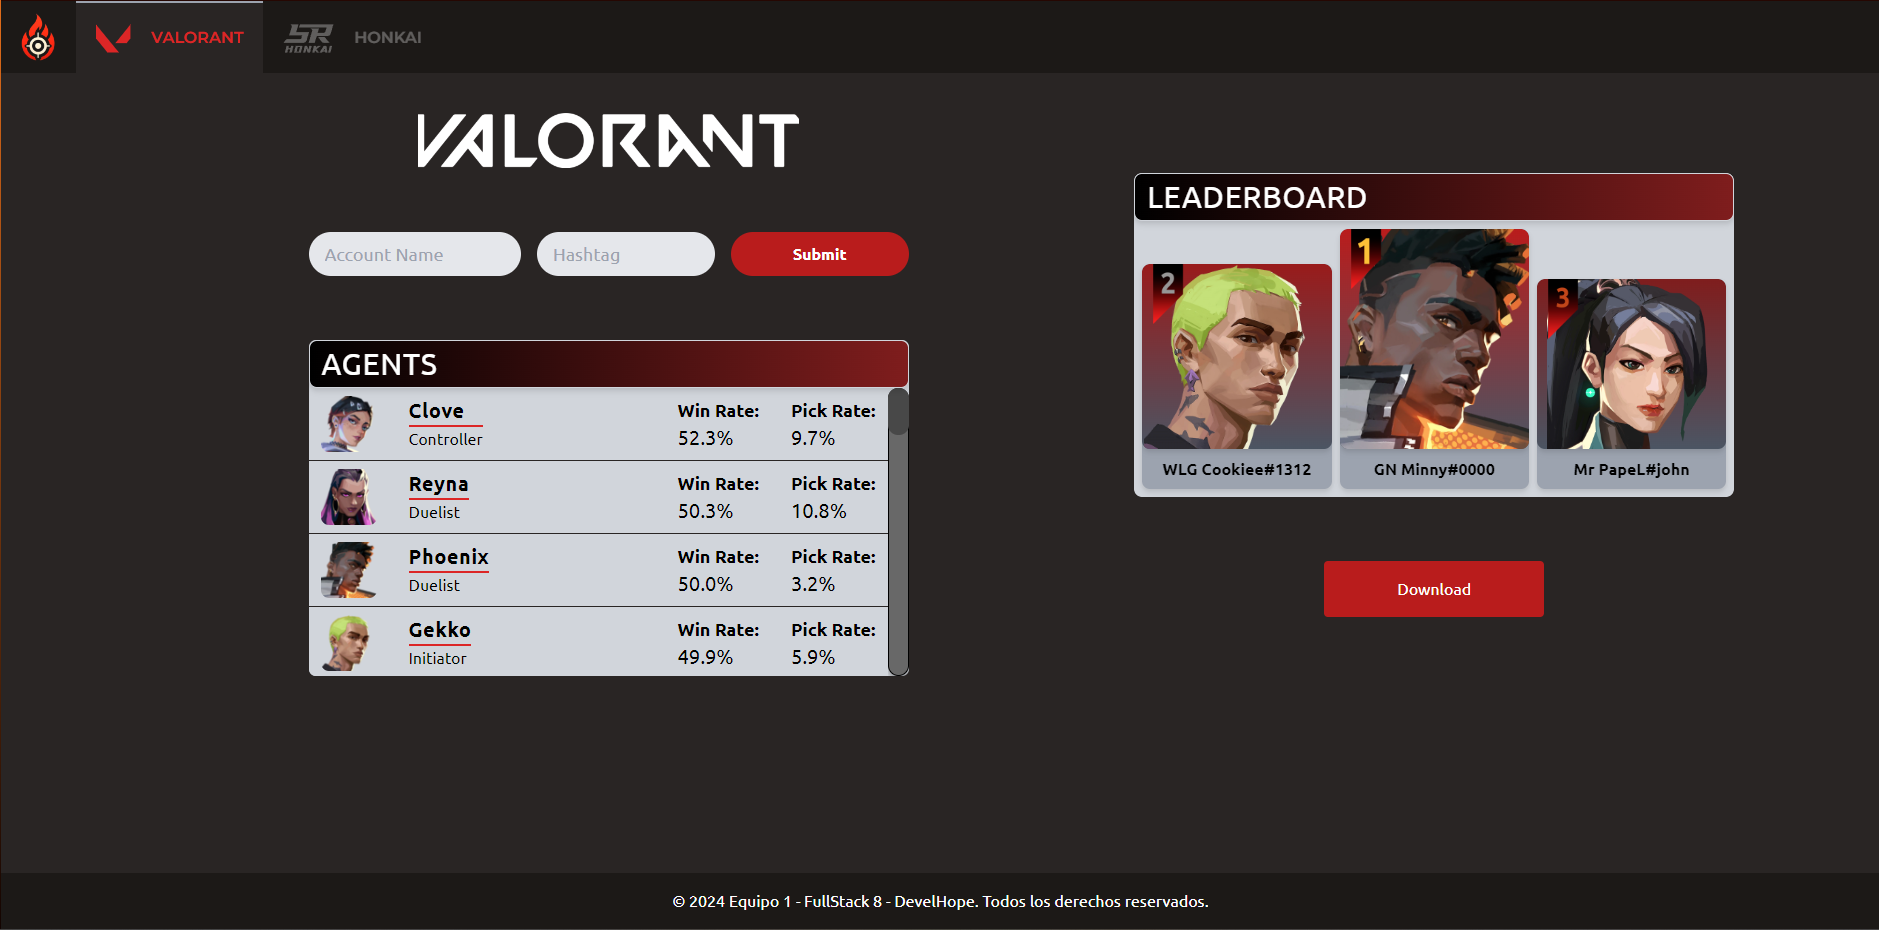 VALORANT
SR
HONKAI
HONKAI
VALORANT
Account Name
Hashtag
Submit
AGENTS
Clove
Controller
Win Rate:
52.3%
Pick Rate:
9.7%
Reyna
Duelist
Win Rate:
50.3%
Pick Rate:
10.8%
Phoenix
Duelist
Win Rate:
50.0%
Pick Rate:
3.2%
Gekko
Initiator
Win Rate:
49.9%
Pick Rate:
5.9%
LEADERBOARD
2
WLG Cookiee#1312
1
GN Minny#0000
3
Mr PapeL#john
Download
© 2024 Equipo 1 - FullStack 8 - DevelHope. Todos los derechos reservados.